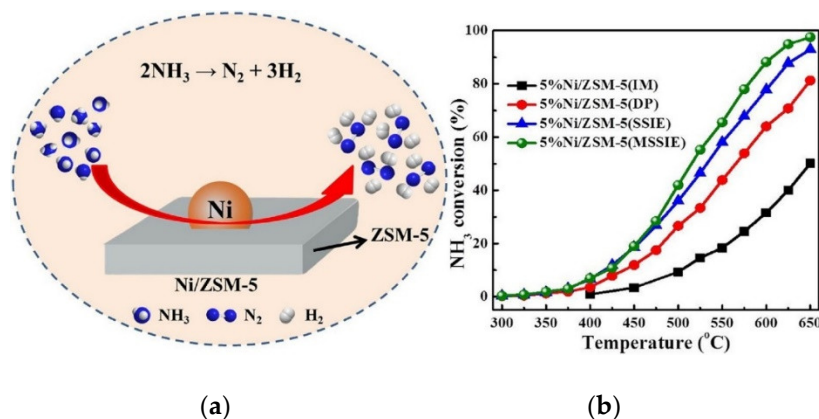 2NH₃ → N₂ + 3H₂
Ni
ZSM-5
Ni/ZSM-5
NH₃ N₂ H₂
(a)
NH₃ conversion (%)
100
80
60
40
20
0
5%Ni/ZSM-5(IM)
5%Ni/ZSM-5(DP)
5%Ni/ZSM-5(SSIE)
5%Ni/ZSM-5(MSSIE)
300 350 400 450 500 550 600 650
Temperature (°C)
(b)